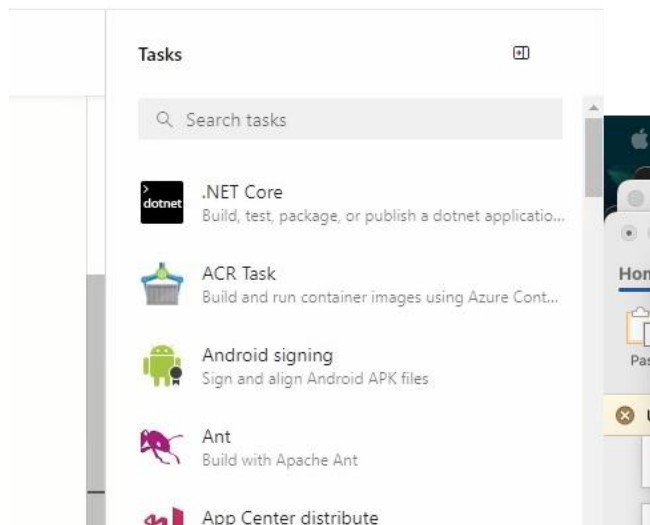 Tasks
Search tasks
dotnet
.NET Core
Build, test, package, or publish a dotnet applicatio...
ACR Task
Build and run container images using Azure Cont...
Android signing
Sign and align Android APK files
Ant
Build with Apache Ant
App Center distribute